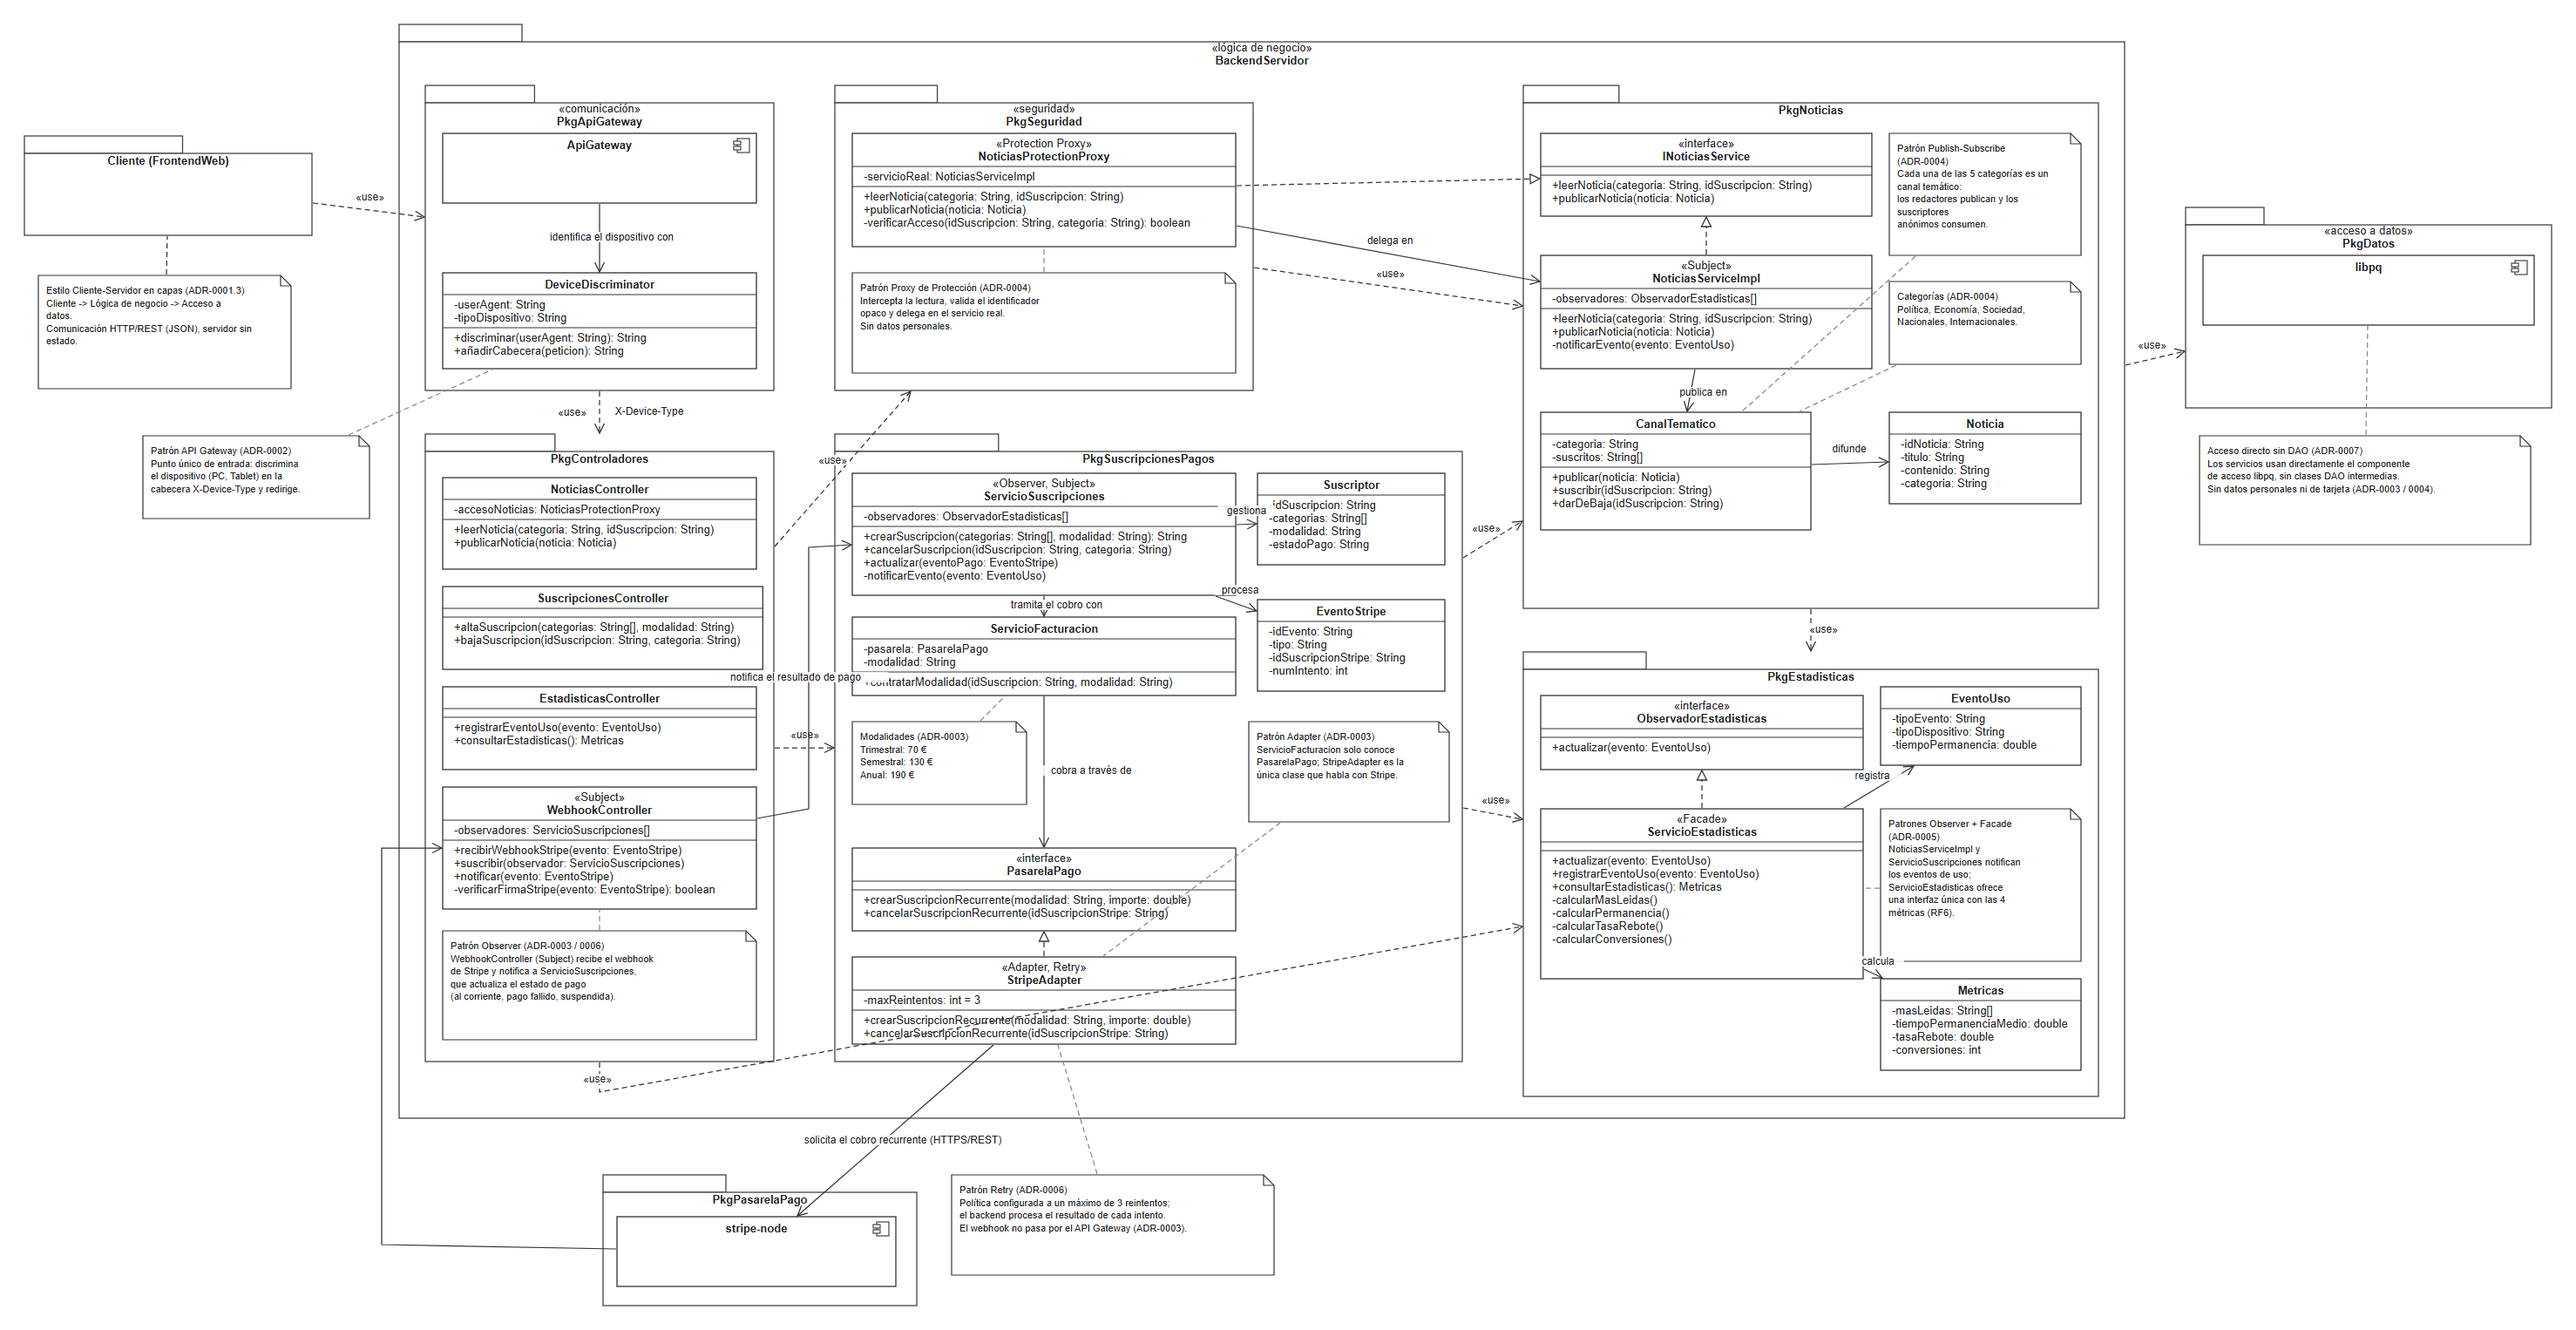 «lógica de negocio»
BackendServidor
Cliente (FrontendWeb)
«use»
Estilo Cliente-Servidor en capas (ADR-0001.3)
Cliente -> Lógica de negocio -> Acceso a
datos.
Comunicación HTTP/REST (JSON), servidor sin
estado.
«comunicación»
PkgApiGateway
ApiGateway
identifica el dispositivo con
DeviceDiscriminator
-userAgent: String
-tipoDispositivo: String
+discriminar(userAgent: String): String
+añadirCabecera(peticion): String
Patrón API Gateway (ADR-0002)
Punto único de entrada: discrimina
el dispositivo (PC, Tablet) en la
cabecera X-Device-Type y redirige.
«use»
X-Device-Type
«seguridad»
PkgSeguridad
«Protection Proxy»
NoticiasProtectionProxy
-servicioReal: NoticiasServiceImpl
+leerNoticia(categoria: String, idSuscripcion: String)
+publicarNoticia(noticia: Noticia)
-verificarAcceso(idSuscripcion: String, categoria: String): boolean
Patrón Proxy de Protección (ADR-0004)
Intercepta la lectura, valida el identificador
opaco y delega en el servicio real.
Sin datos personales.
delega en
«use»
PkgNoticias
«interface»
INoticiasService
+leerNoticia(categoria: String, idSuscripcion: String)
+publicarNoticia(noticia: Noticia)
Patrón Publish-Subscribe
(ADR-0004)
Cada una de las 5 categorías es un
canal temático:
los redactores publican y los
suscriptores
anónimos consumen.
«Subject»
NoticiasServiceImpl
-observadores: ObservadorEstadisticas[]
+leerNoticia(categoria: String, idSuscripcion: String)
+publicarNoticia(noticia: Noticia)
-notificarEvento(evento: EventoUso)
Categorías (ADR-0004)
Política, Economía, Sociedad,
Nacionales, Internacionales.
publica en
CanalTematico
-categoria: String
-suscritos: String[]
+publicar(noticia: Noticia)
+suscribir(idSuscripcion: String)
+darDeBaja(idSuscripcion: String)
difunde
Noticia
-idNoticia: String
-titulo: String
-contenido: String
-categoria: String
«use»
«acceso a datos»
PkgDatos
libpq
«use»
Acceso directo sin DAO (ADR-0007)
Los servicios usan directamente el componente
de acceso libpq, sin clases DAO intermedias.
Sin datos personales ni de tarjeta (ADR-0003 / 0004).
PkgControladores
NoticiasController
-accesoNoticias: NoticiasProtectionProxy
+leerNoticia(categoria: String, idSuscripcion: String)
+publicarNoticia(noticia: Noticia)
SuscripcionesController
+altaSuscripcion(categorias: String[], modalidad: String)
+bajaSuscripcion(idSuscripcion: String, categoria: String)
EstadisticasController
+registrarEventoUso(evento: EventoUso)
+consultarEstadisticas(): Metricas
«Subject»
WebhookController
-observadores: ServicioSuscripciones[]
+recibirWebhookStripe(evento: EventoStripe)
+suscribir(observador: ServicioSuscripciones)
+notificar(evento: EventoStripe)
-verificarFirmaStripe(evento: EventoStripe): boolean
Patrón Observer (ADR-0003 / 0006)
WebhookController (Subject) recibe el webhook
de Stripe y notifica a ServicioSuscripciones,
que actualiza el estado de pago
(al corriente, pago fallido, suspendida).
«use»
«use»
notifica el resultado de pago
«use»
PkgSuscripcionesPagos
«Observer, Subject»
ServicioSuscripciones
-observadores: ObservadorEstadisticas[]
+crearSuscripcion(categorias: String[], modalidad: String): String
+cancelarSuscripcion(idSuscripcion: String, categoria: String)
+actualizar(eventoPago: EventoStripe)
-notificarEvento(evento: EventoUso)
gestiona
Suscriptor
idSuscripcion: String
-categorias: String[]
-modalidad: String
-estadoPago: String
procesa
EventoStripe
-idEvento: String
-tipo: String
-idSuscripcionStripe: String
-numIntento: int
tramita el cobro con
ServicioFacturacion
-pasarela: PasarelaPago
-modalidad: String
+contratarModalidad(idSuscripcion: String, modalidad: String)
Modalidades (ADR-0003)
Trimestral: 70 €
Semestral: 130 €
Anual: 190 €
cobra a través de
Patrón Adapter (ADR-0003)
ServicioFacturacion solo conoce
PasarelaPago; StripeAdapter es la
única clase que habla con Stripe.
«interface»
PasarelaPago
+crearSuscripcionRecurrente(modalidad: String, importe: double)
+cancelarSuscripcionRecurrente(idSuscripcionStripe: String)
«Adapter, Retry»
StripeAdapter
-maxReintentos: int = 3
+crearSuscripcionRecurrente(modalidad: String, importe: double)
+cancelarSuscripcionRecurrente(idSuscripcionStripe: String)
«use»
«use»
PkgEstadisticas
«interface»
ObservadorEstadisticas
+actualizar(evento: EventoUso)
EventoUso
-tipoEvento: String
-tipoDispositivo: String
-tiempoPermanencia: double
registra
«Facade»
ServicioEstadisticas
+actualizar(evento: EventoUso)
+registrarEventoUso(evento: EventoUso)
+consultarEstadisticas(): Metricas
-calcularMasLeidas()
-calcularPermanencia()
-calcularTasaRebote()
-calcularConversiones()
Patrones Observer + Facade
(ADR-0005)
NoticiasServiceImpl y
ServicioSuscripciones notifican
los eventos de uso;
ServicioEstadisticas ofrece
una interfaz única con las 4
métricas (RF6).
calcula
Metricas
-masLeidas: String[]
-tiempoPermanenciaMedio: double
-tasaRebote: double
-conversiones: int
solicita el cobro recurrente (HTTPS/REST)
PkgPasarelaPago
stripe-node
Patrón Retry (ADR-0006)
Política configurada a un máximo de 3 reintentos;
el backend procesa el resultado de cada intento.
El webhook no pasa por el API Gateway (ADR-0003).